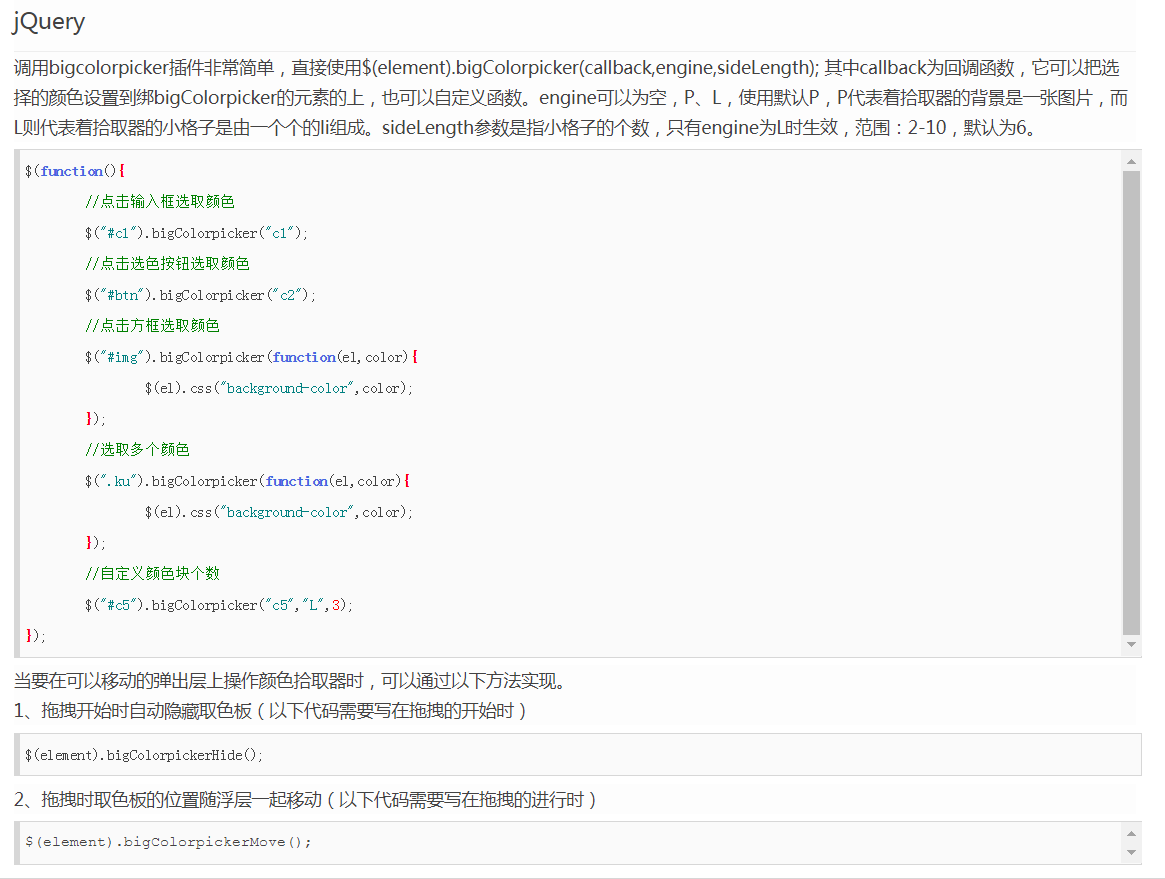 jQuery
调用bigcolorpicker插件非常简单，直接使用$(element).bigColorpicker(callback,engine,sideLength); 其中callback为回调函数，它可以把选
择的颜色设置到绑bigColorpicker的元素的上，也可以自定义函数。engine可以为空，P、L，使用默认P，P代表着拾取器的背景是一张图片，而
L则代表着拾取器的小格子是由一个个的li组成。sideLength参数是指小格子的个数，只有engine为L时生效，范围：2-10，默认为6。
$(function(){
//点击输入框选取颜色
$("#c1").bigColorpicker("c1");
//点击选色按钮选取颜色
$("#btn").bigColorpicker("c2");
//点击方框选取颜色
$("#img").bigColorpicker(function(el,color){
$(el).css("background-color",color);
});
//选取多个颜色
$(".ku").bigColorpicker(function(el,color){
$(el).css("background-color",color);
});
//自定义颜色块个数
$("#c5").bigColorpicker("c5","L",3);
});
当要在可以移动的弹出层上操作颜色拾取器时，可以通过以下方法实现。
1、拖拽开始时自动隐藏取色板（以下代码需要写在拖拽的开始时）
$(element).bigColorpickerHide();
2、拖拽时取色板的位置随浮层一起移动（以下代码需要写在拖拽的进行时）
$(element).bigColorpickerMove();